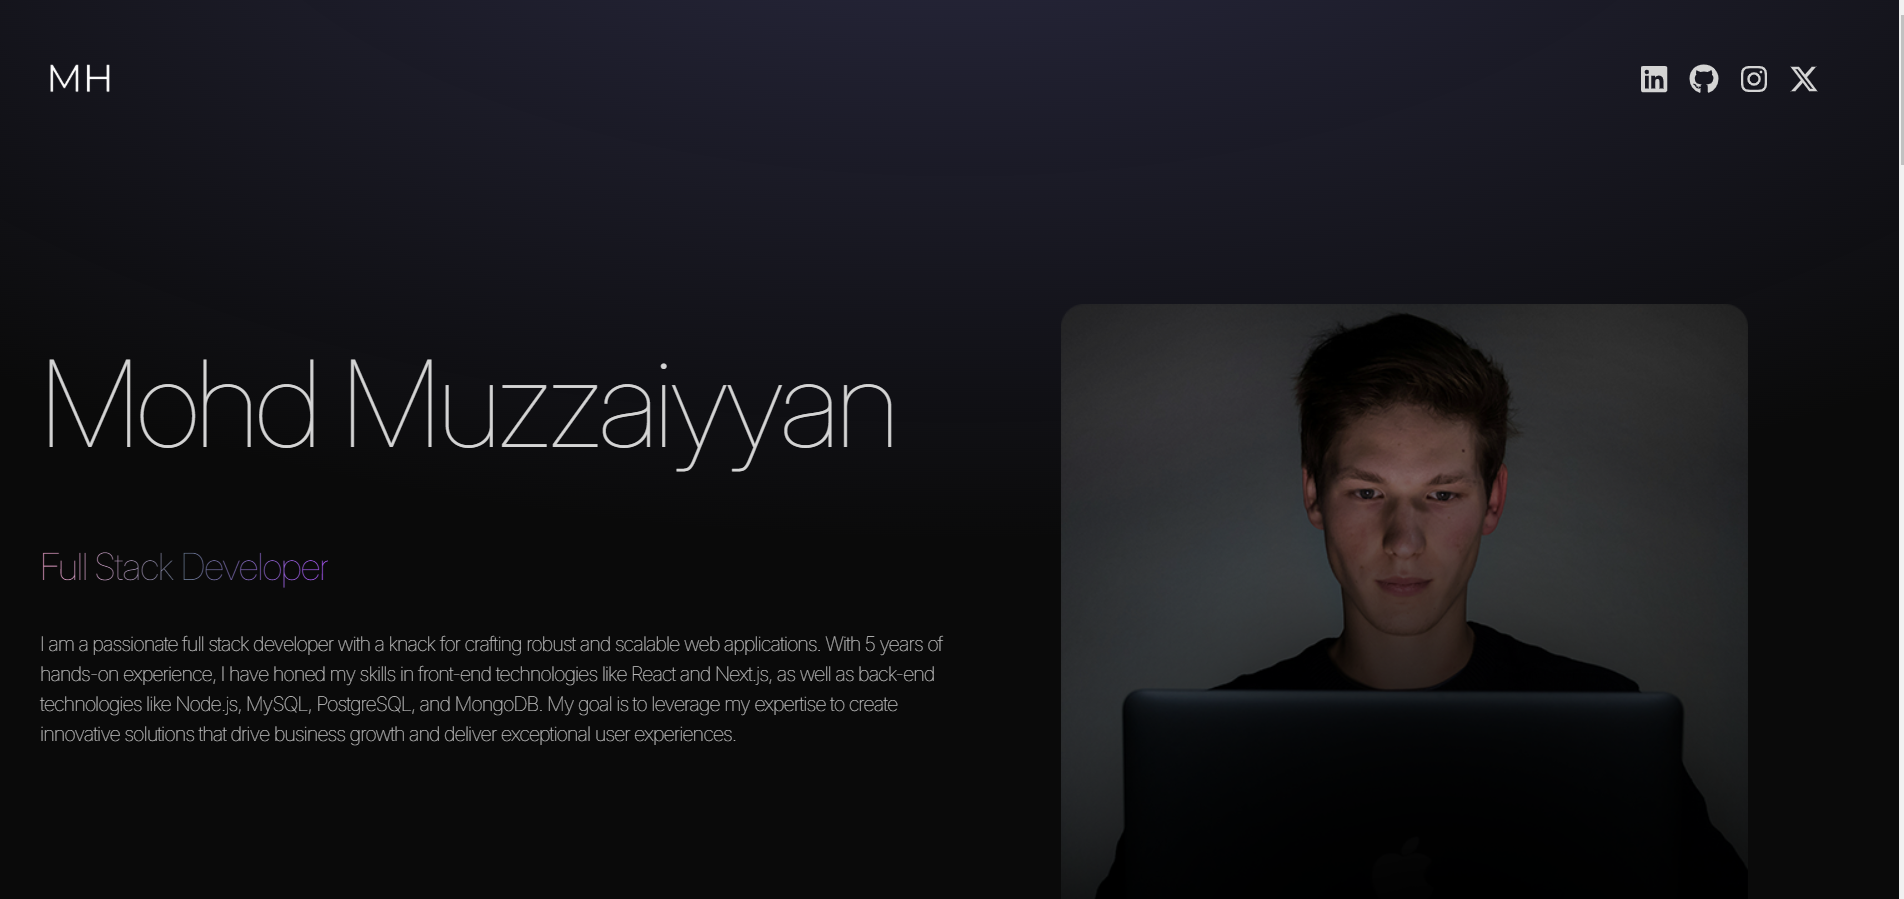 MH
Mohd Muzzaiyyan
Full Stack Developer
I am a passionate full stack developer with a knack for crafting robust and scalable web applications. With 5 years of
hands-on experience, I have honed my skills in front-end technologies like React and Next.js, as well as back-end
technologies like Node.js, MySQL, PostgreSQL, and MongoDB. My goal is to leverage my expertise to create
innovative solutions that drive business growth and deliver exceptional user experiences.